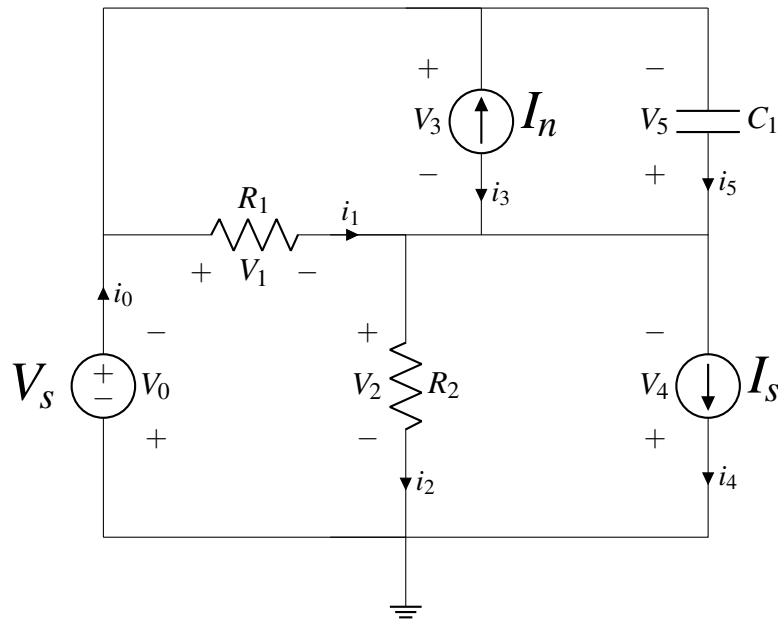 + −
V₃ Iₙ V₅ C₁
− +
i₃ i₅
R₁ i₁
+ V₁ −
i₀
− + −
Vₛ + − V₀ V₂ R₂ V₄ Iₛ
+ − +
i₂ i₄